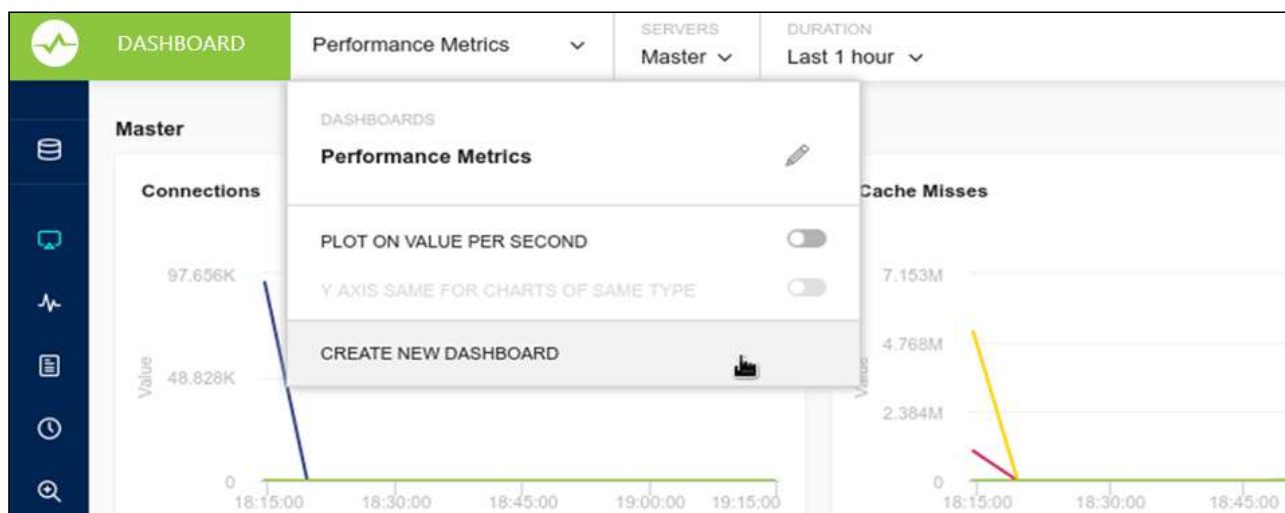 DASHBOARD
Performance Metrics
SERVERS
Master
DURATION
Last 1 hour
Master
DASHBOARDS
Performance Metrics
PLOT ON VALUE PER SECOND
Y AXIS SAME FOR CHARTS OF SAME TYPE
CREATE NEW DASHBOARD
Connections
97.656K
48.828K
0
Value
18:15:00 18:30:00 18:45:00 19:00:00 19:15:00
Cache Misses
7.153M
4.768M
2.384M
0
Value
18:15:00 18:30:00 18:45:00